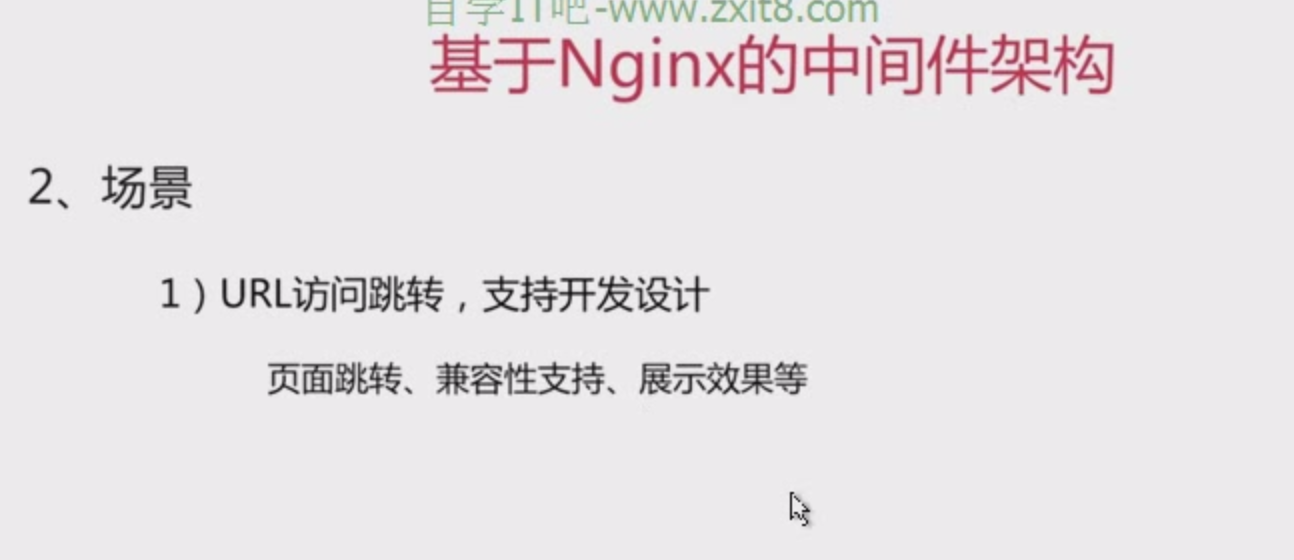 自学IT吧-www.zxit8.com
基于Nginx的中间件架构
2、场景
1）URL访问跳转，支持开发设计
页面跳转、兼容性支持、展示效果等